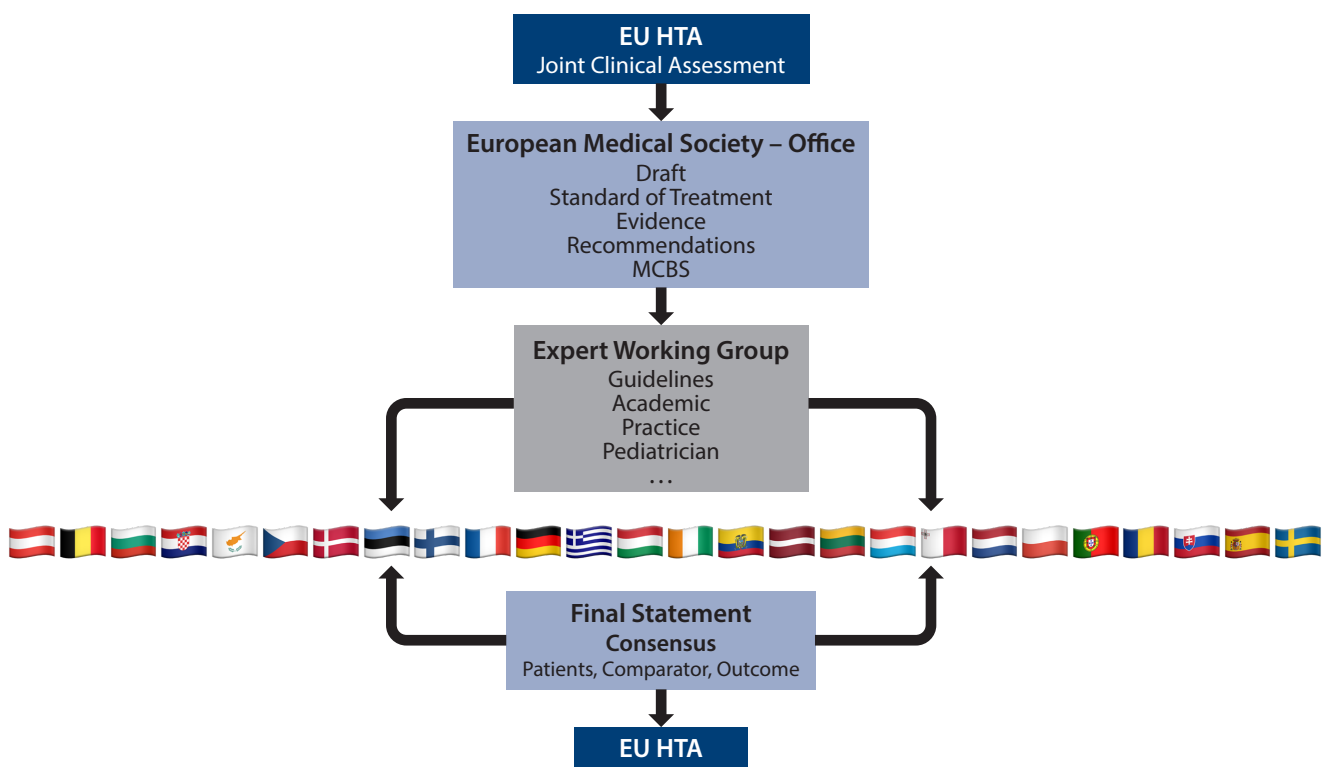 EU HTA
Joint Clinical Assessment
European Medical Society – Office
Draft
Standard of Treatment
Evidence
Recommendations
MCBS
Expert Working Group
Guidelines
Academic
Practice
Pediatrician
…
Final Statement
Consensus
Patients, Comparator, Outcome
EU HTA